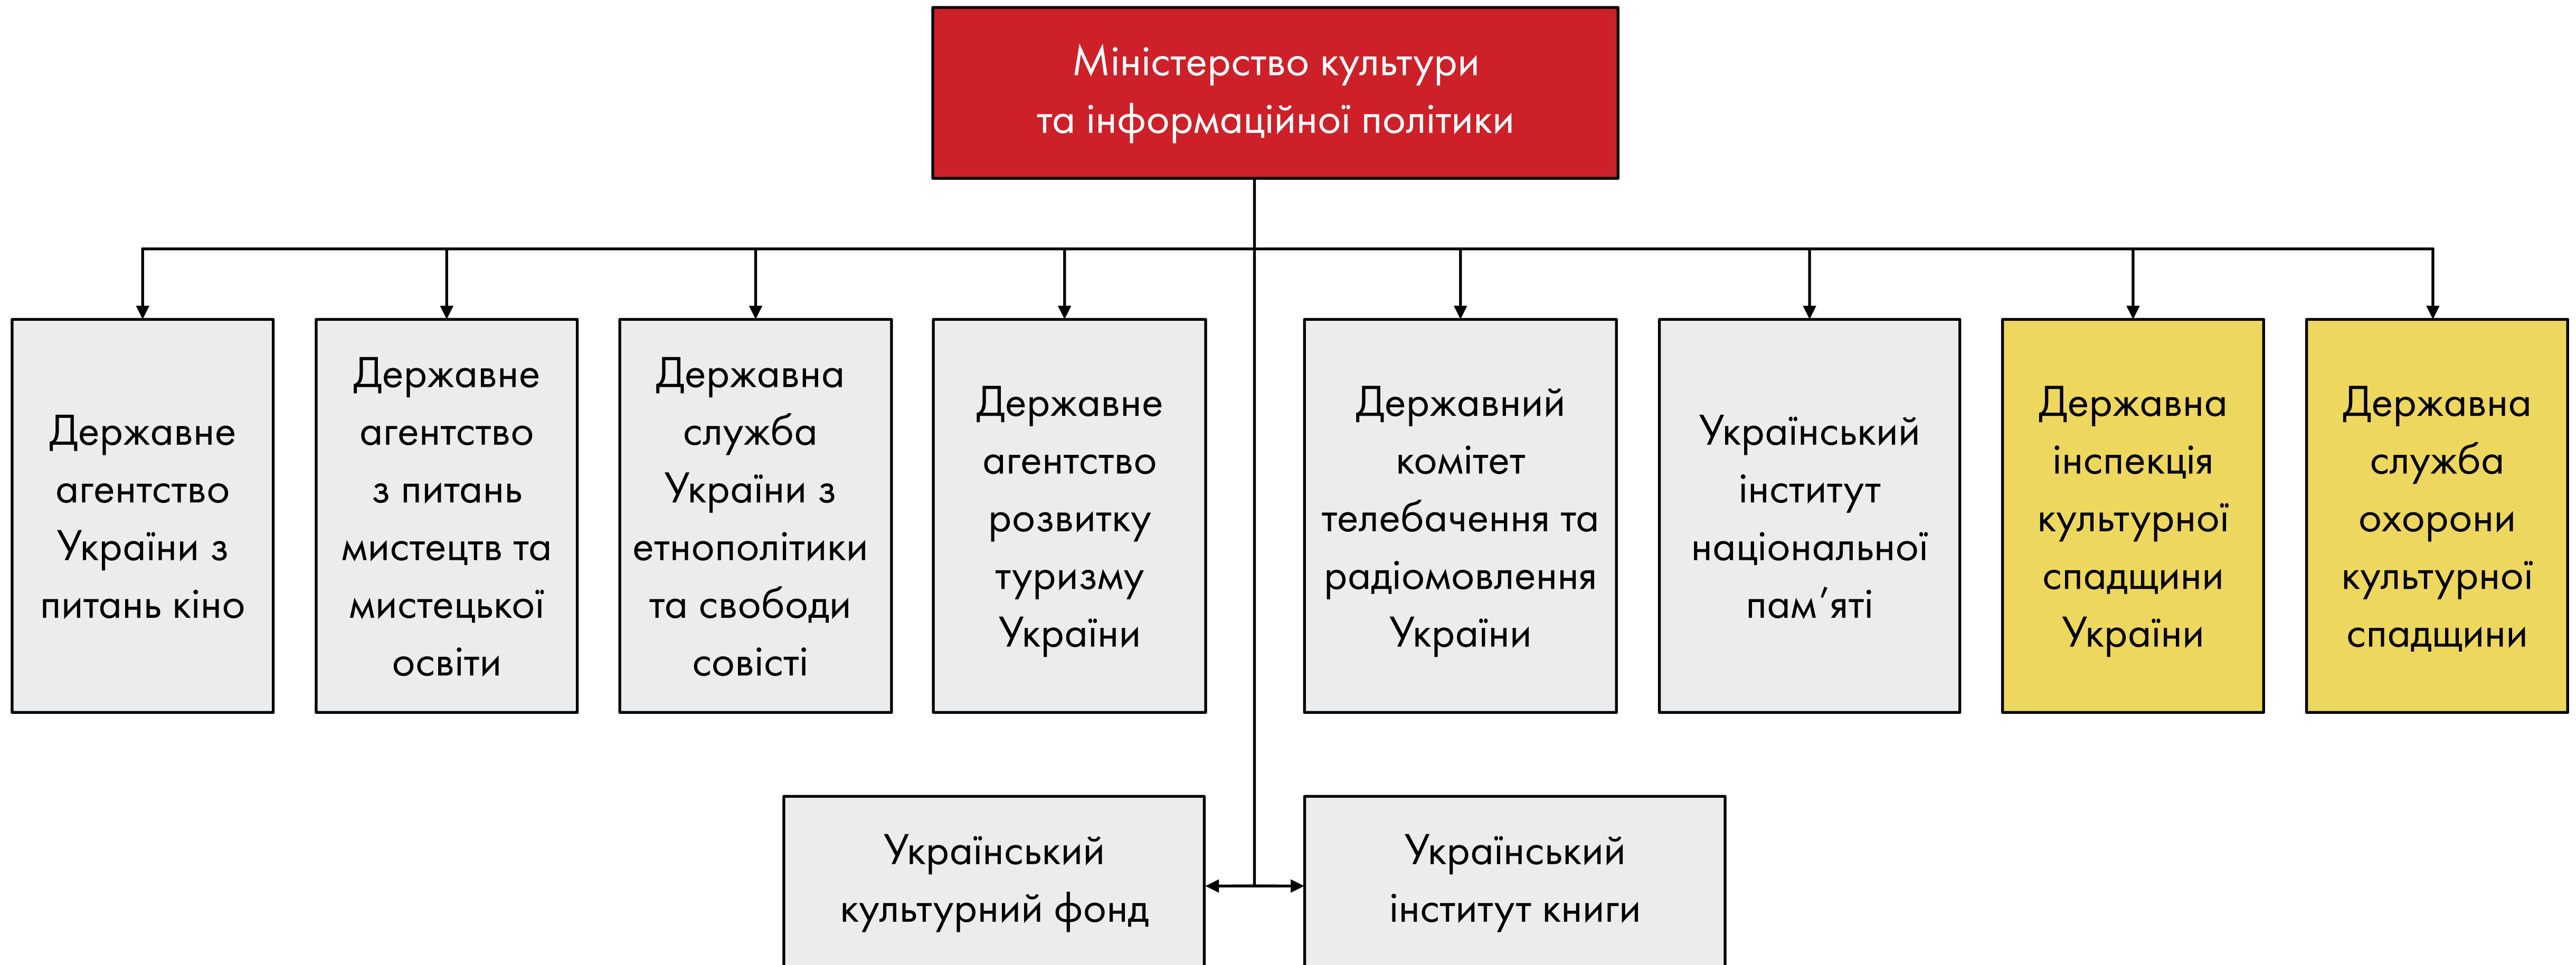 Міністерство культури
та інформаційної політики
Державне
агентство
України з
питань кіно
Державне
агентство
з питань
мистецтв та
мистецької
освіти
Державна
служба
України з
етнополітики
та свободи
совісті
Державне
агентство
розвитку
туризму
України
Державний
комітет
телебачення та
радіомовлення
України
Український
інститут
національної
пам’яті
Державна
інспекція
культурної
спадщини
України
Державна
служба
охорони
культурної
спадщини
Український
культурний фонд
Український
інститут книги